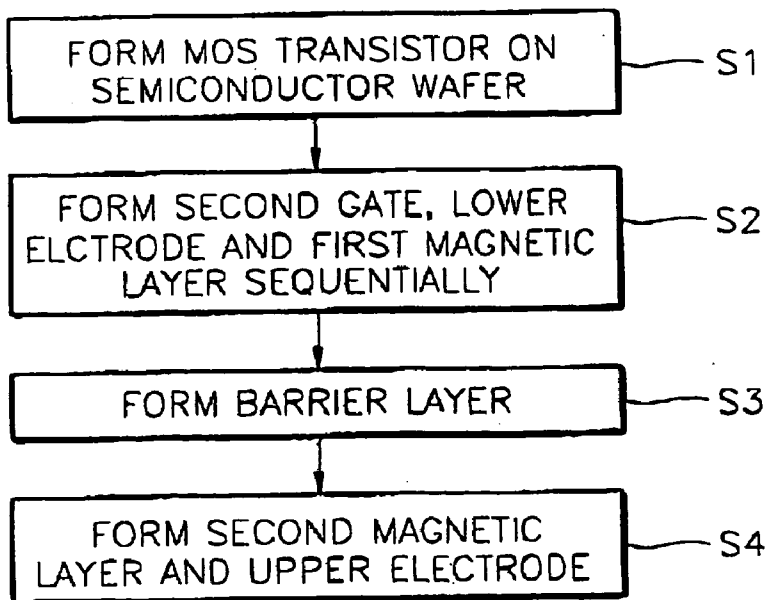 FORM MOS TRANSISTOR ON
SEMICONDUCTOR WAFER
S1
FORM SECOND GATE, LOWER
ELCTRODE AND FIRST MAGNETIC
LAYER SEQUENTIALLY
S2
FORM BARRIER LAYER
S3
FORM SECOND MAGNETIC
LAYER AND UPPER ELECTRODE
S4